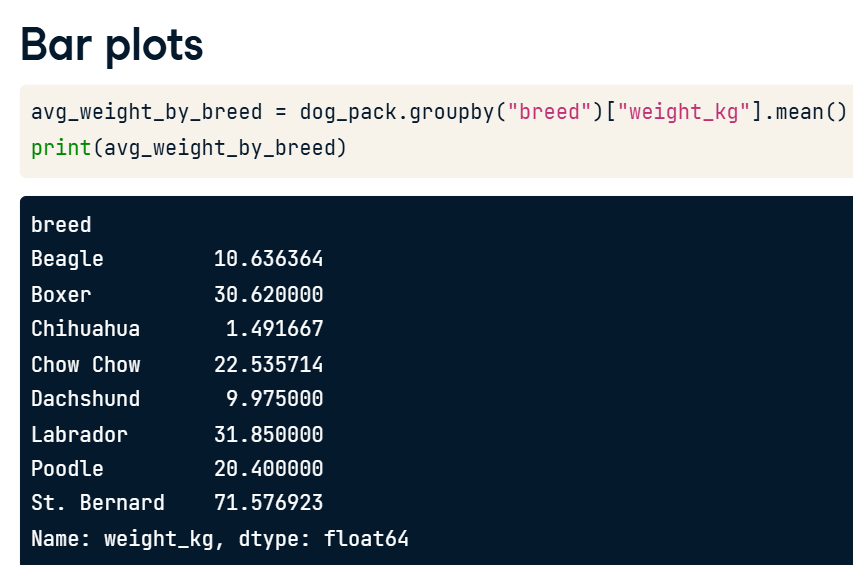 Bar plots
avg_weight_by_breed = dog_pack.groupby("breed")["weight_kg"].mean()
print(avg_weight_by_breed)
breed
Beagle         10.636364
Boxer          30.620000
Chihuahua       1.491667
Chow Chow      22.535714
Dachshund       9.975000
Labrador       31.850000
Poodle         20.400000
St. Bernard    71.576923
Name: weight_kg, dtype: float64